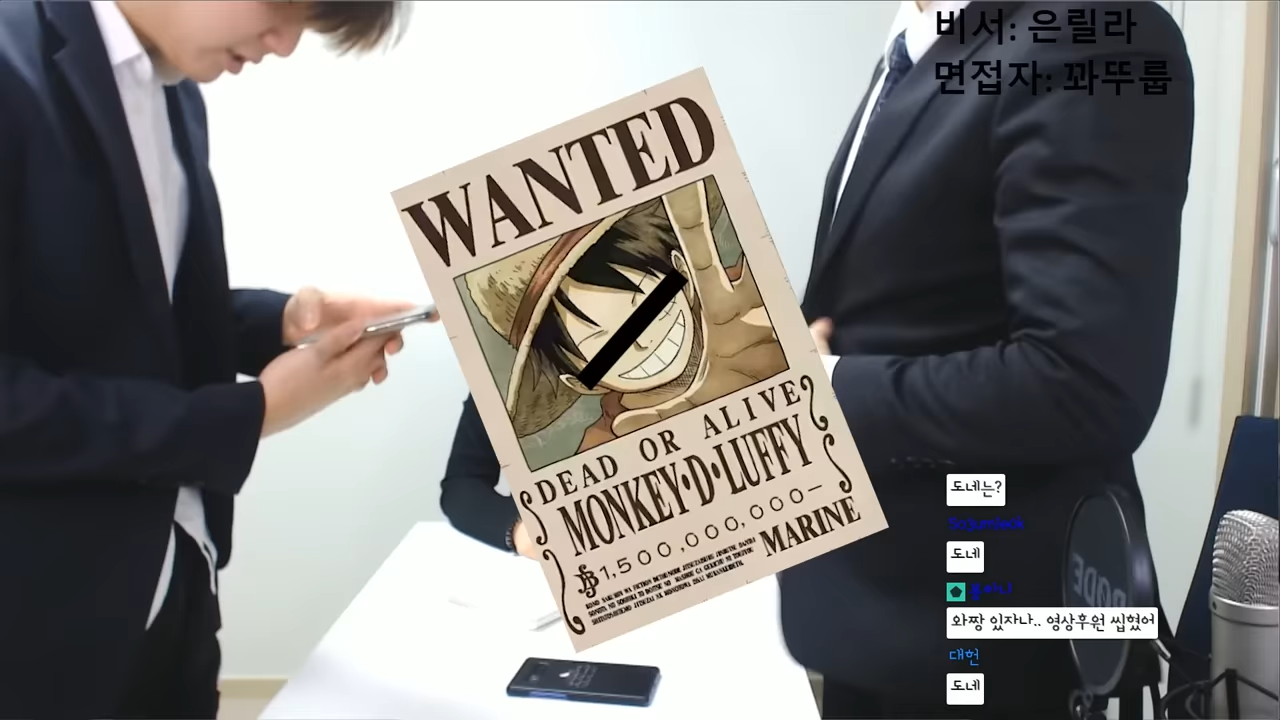 비서: 은릴라
면접자: 꽈뚜룹
WANTED
DEAD OR ALIVE
MONKEY·D·LUFFY
1,500,000,000-
MARINE
도네는?
도네
와짱 있자나.. 영상후원 씹혔어
대헌
도네
RODE